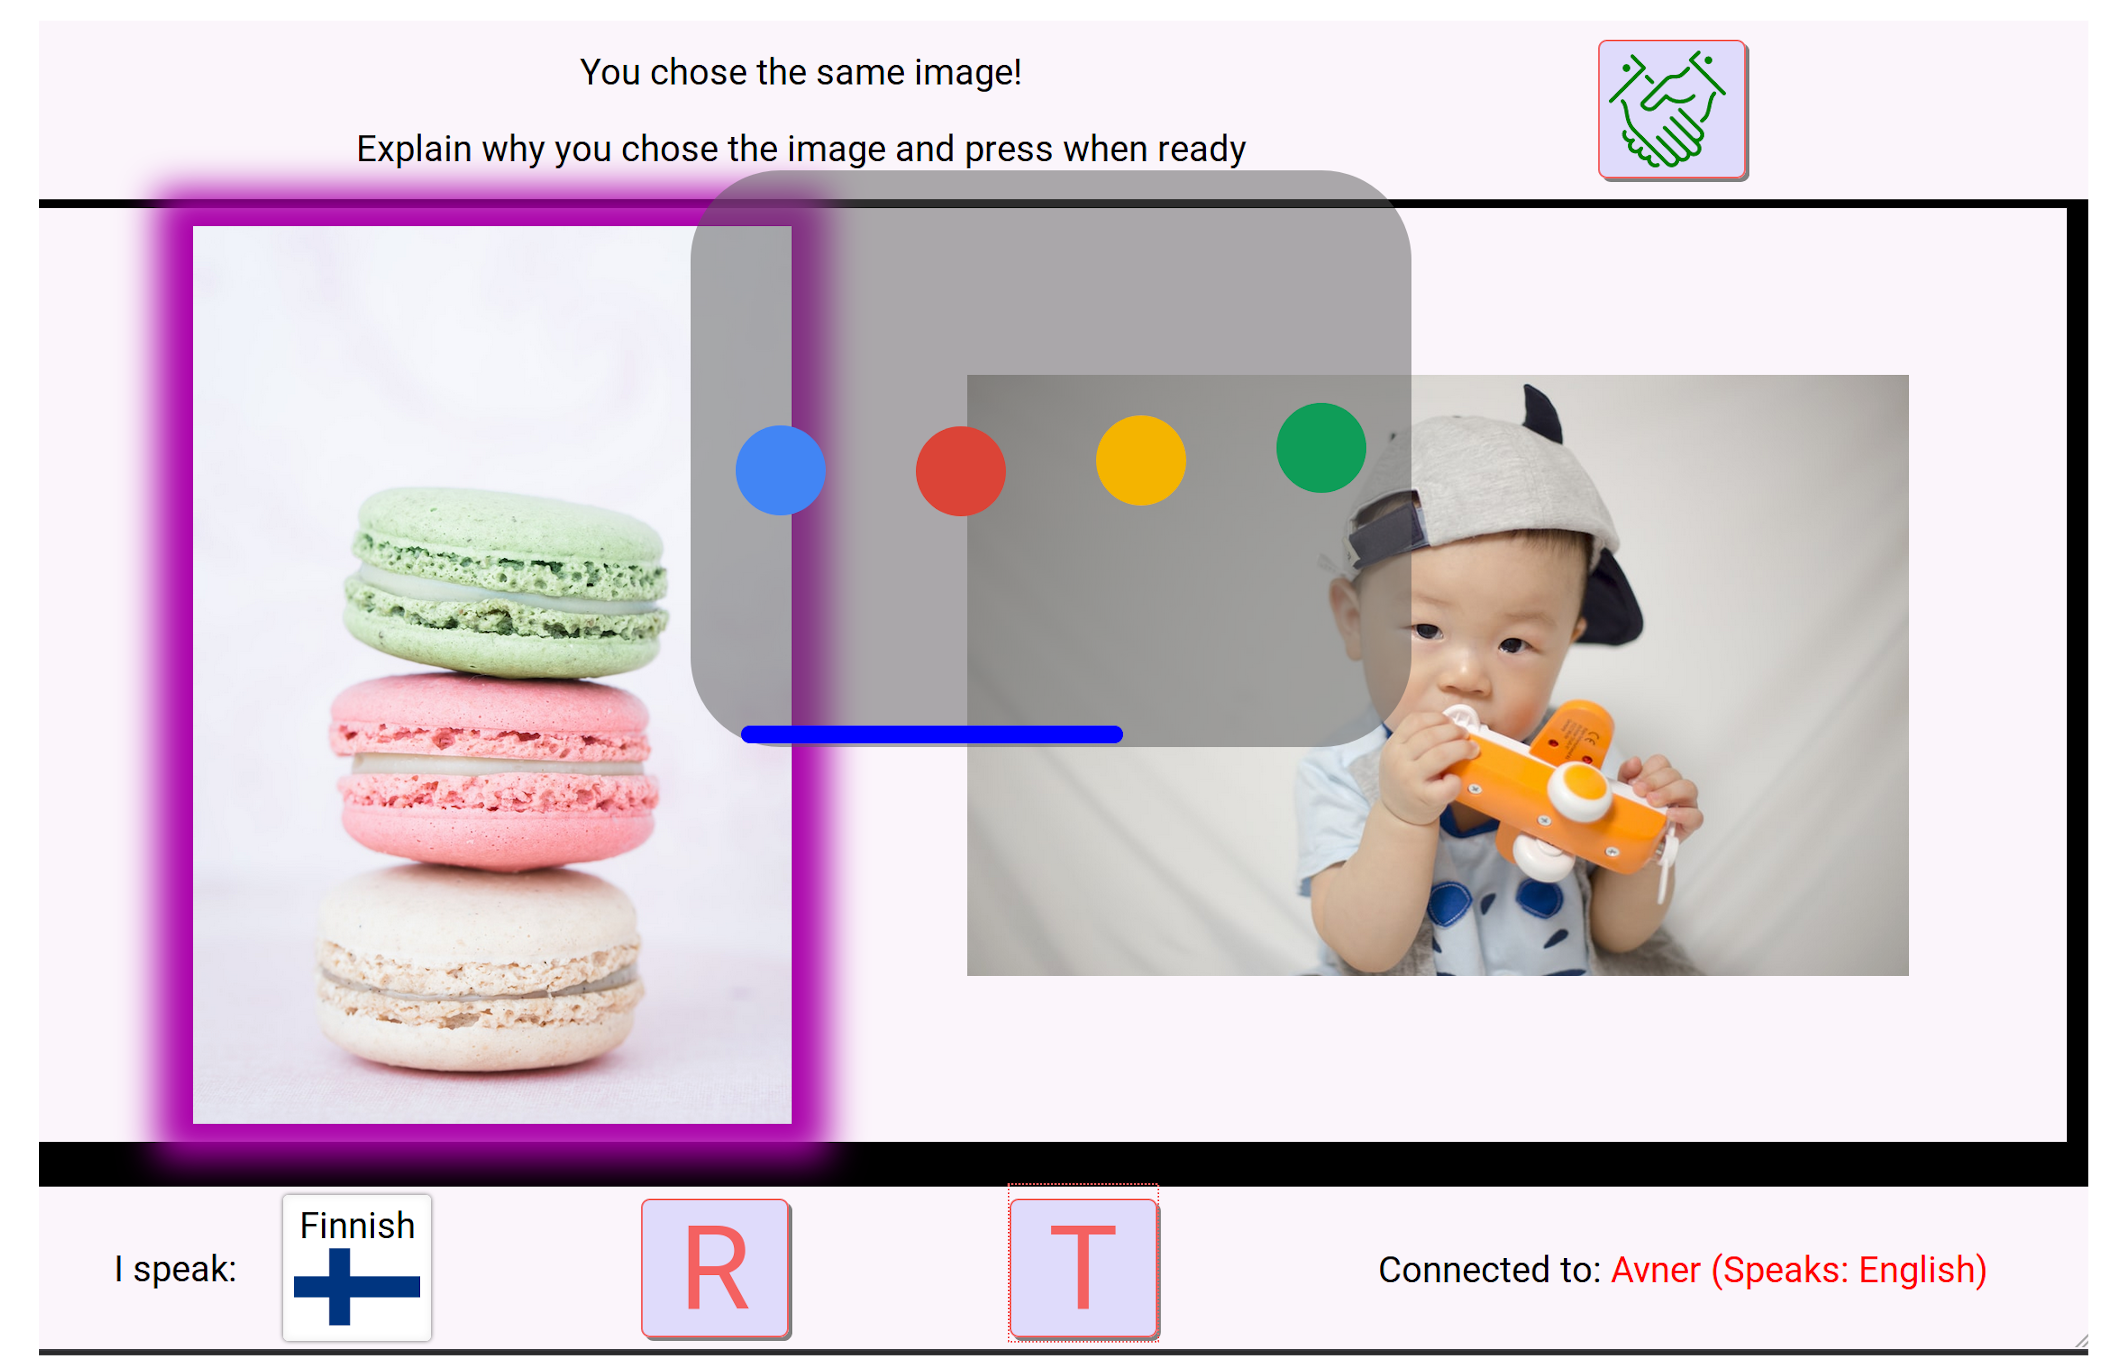 You chose the same image!
Explain why you chose the image and press when ready
I speak:
Finnish
R
T
Connected to: Avner (Speaks: English)